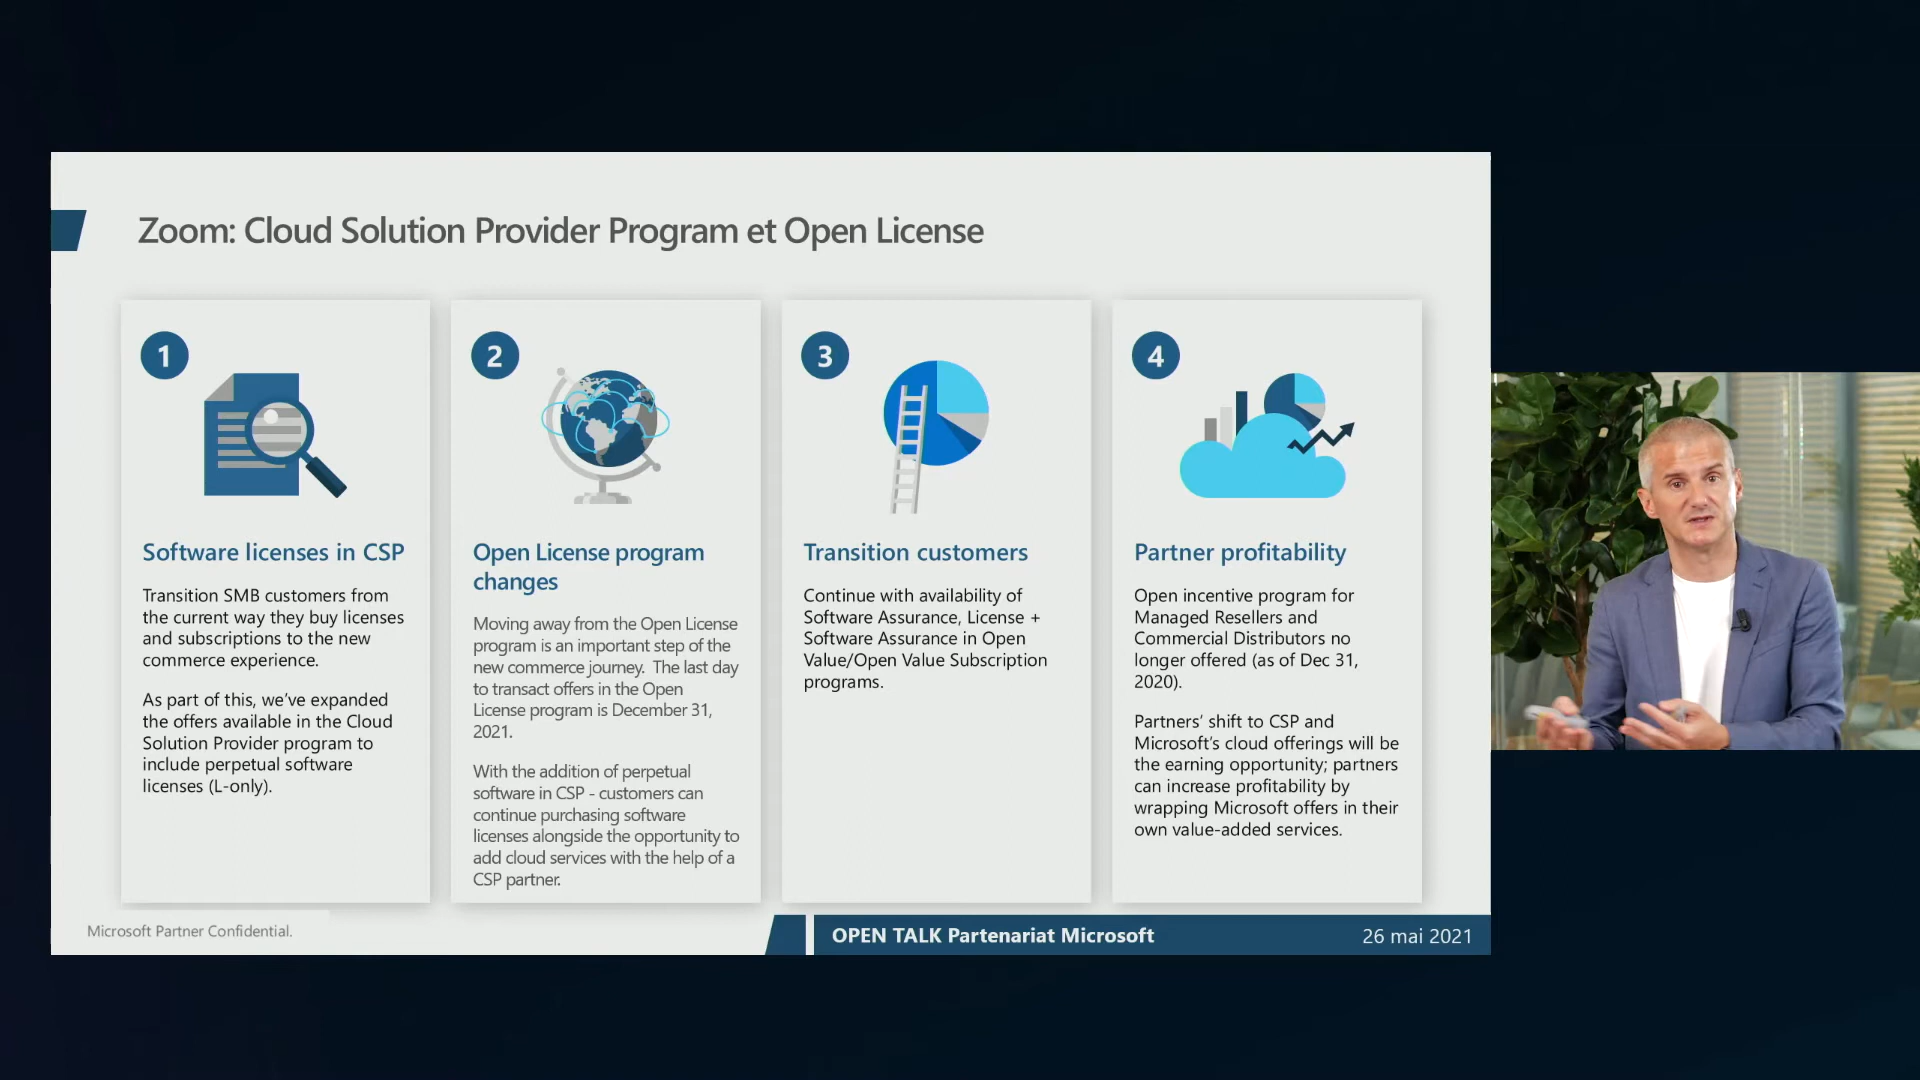 Zoom: Cloud Solution Provider Program et Open License
1
Software licenses in CSP
Transition SMB customers from
the current way they buy licenses
and subscriptions to the new
commerce experience.
As part of this, we've expanded
the offers available in the Cloud
Solution Provider program to
include perpetual software
licenses (L-only).
2
Open License program
changes
Moving away from the Open License
program is an important step of the
new commerce journey.  The last day
to transact offers in the Open
License program is December 31,
2021.
With the addition of perpetual
software in CSP - customers can
continue purchasing software
licenses alongside the opportunity to
add cloud services with the help of a
CSP partner.
3
Transition customers
Continue with availability of
Software Assurance, License +
Software Assurance in Open
Value/Open Value Subscription
programs.
4
Partner profitability
Open incentive program for
Managed Resellers and
Commercial Distributors no
longer offered (as of Dec 31,
2020).
Partners' shift to CSP and
Microsoft's cloud offerings will be
the earning opportunity; partners
can increase profitability by
wrapping Microsoft offers in their
own value-added services.
Microsoft Partner Confidential.
OPEN TALK Partenariat Microsoft
26 mai 2021